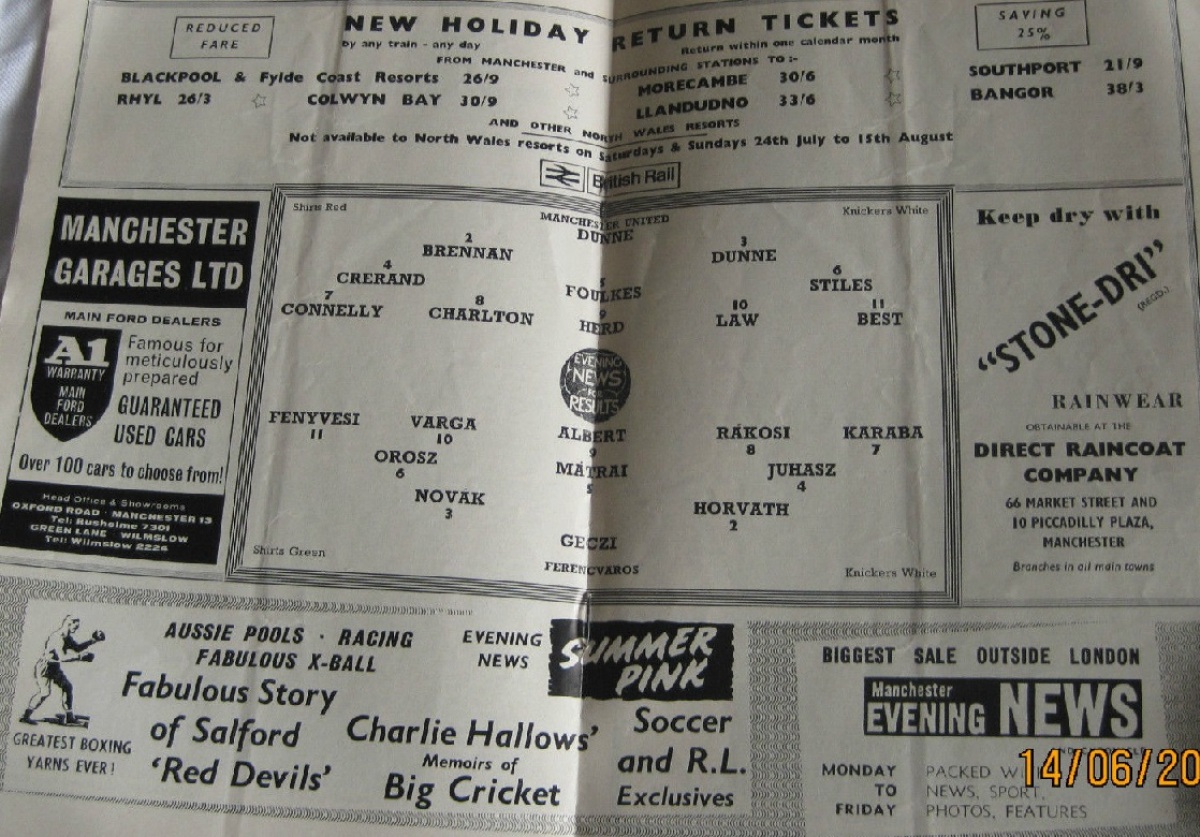 REDUCED
FARE
NEW HOLIDAY RETURN TICKETS
SAVING
25%
by any train - any day
Return within one calendar month
FROM MANCHESTER and SURROUNDING STATIONS TO :-
BLACKPOOL & Fylde Coast Resorts 26/9
MORECAMBE 30/6
SOUTHPORT 21/9
RHYL 26/3
COLWYN BAY 30/9
LLANDUDNO 33/6
BANGOR 38/3
AND OTHER NORTH WALES RESORTS
Not available to North Wales resorts on Saturdays & Sundays 24th July to 15th August
British Rail
MANCHESTER
GARAGES LTD
MAIN FORD DEALERS
A1
WARRANTY
MAIN
FORD
DEALERS
Famous for
meticulously
prepared
GUARANTEED
USED CARS
Over 100 cars to choose from!
Head Office & Showrooms
OXFORD ROAD · MANCHESTER 13
Tel: Rusholme 7301
GREEN LANE · WILMSLOW
Tel: Wilmslow 2224
Shirts Red
MANCHESTER UNITED
Knickers White
DUNNE
2
BRENNAN
3
DUNNE
4
CRERAND
5
FOULKES
6
STILES
7
CONNELLY
8
CHARLTON
9
HERD
10
LAW
11
BEST
EVENING
NEWS
FOR
RESULTS
FENYVESI
11
VARGA
10
ALBERT
9
RÁKOSI
8
KARABA
7
OROSZ
6
MÁTRAI
5
JUHASZ
4
NOVÁK
3
HORVATH
2
GECZI
Shirts Green
FERENCVAROS
Knickers White
Keep dry with
"STONE-DRI"
(REGD.)
RAINWEAR
OBTAINABLE AT THE
DIRECT RAINCOAT
COMPANY
66 MARKET STREET AND
10 PICCADILLY PLAZA,
MANCHESTER
Branches in all main towns
GREATEST BOXING
YARNS EVER!
AUSSIE POOLS · RACING
FABULOUS X-BALL
Fabulous Story
of Salford
'Red Devils'
EVENING
NEWS
SUMMER
PINK
Charlie Hallows'
Memoirs of
Big Cricket
Soccer
and R.L.
Exclusives
BIGGEST SALE OUTSIDE LONDON
Manchester
EVENING NEWS
MONDAY
TO
FRIDAY
PACKED WI
NEWS, SPORT,
PHOTOS, FEATURES
14/06/20